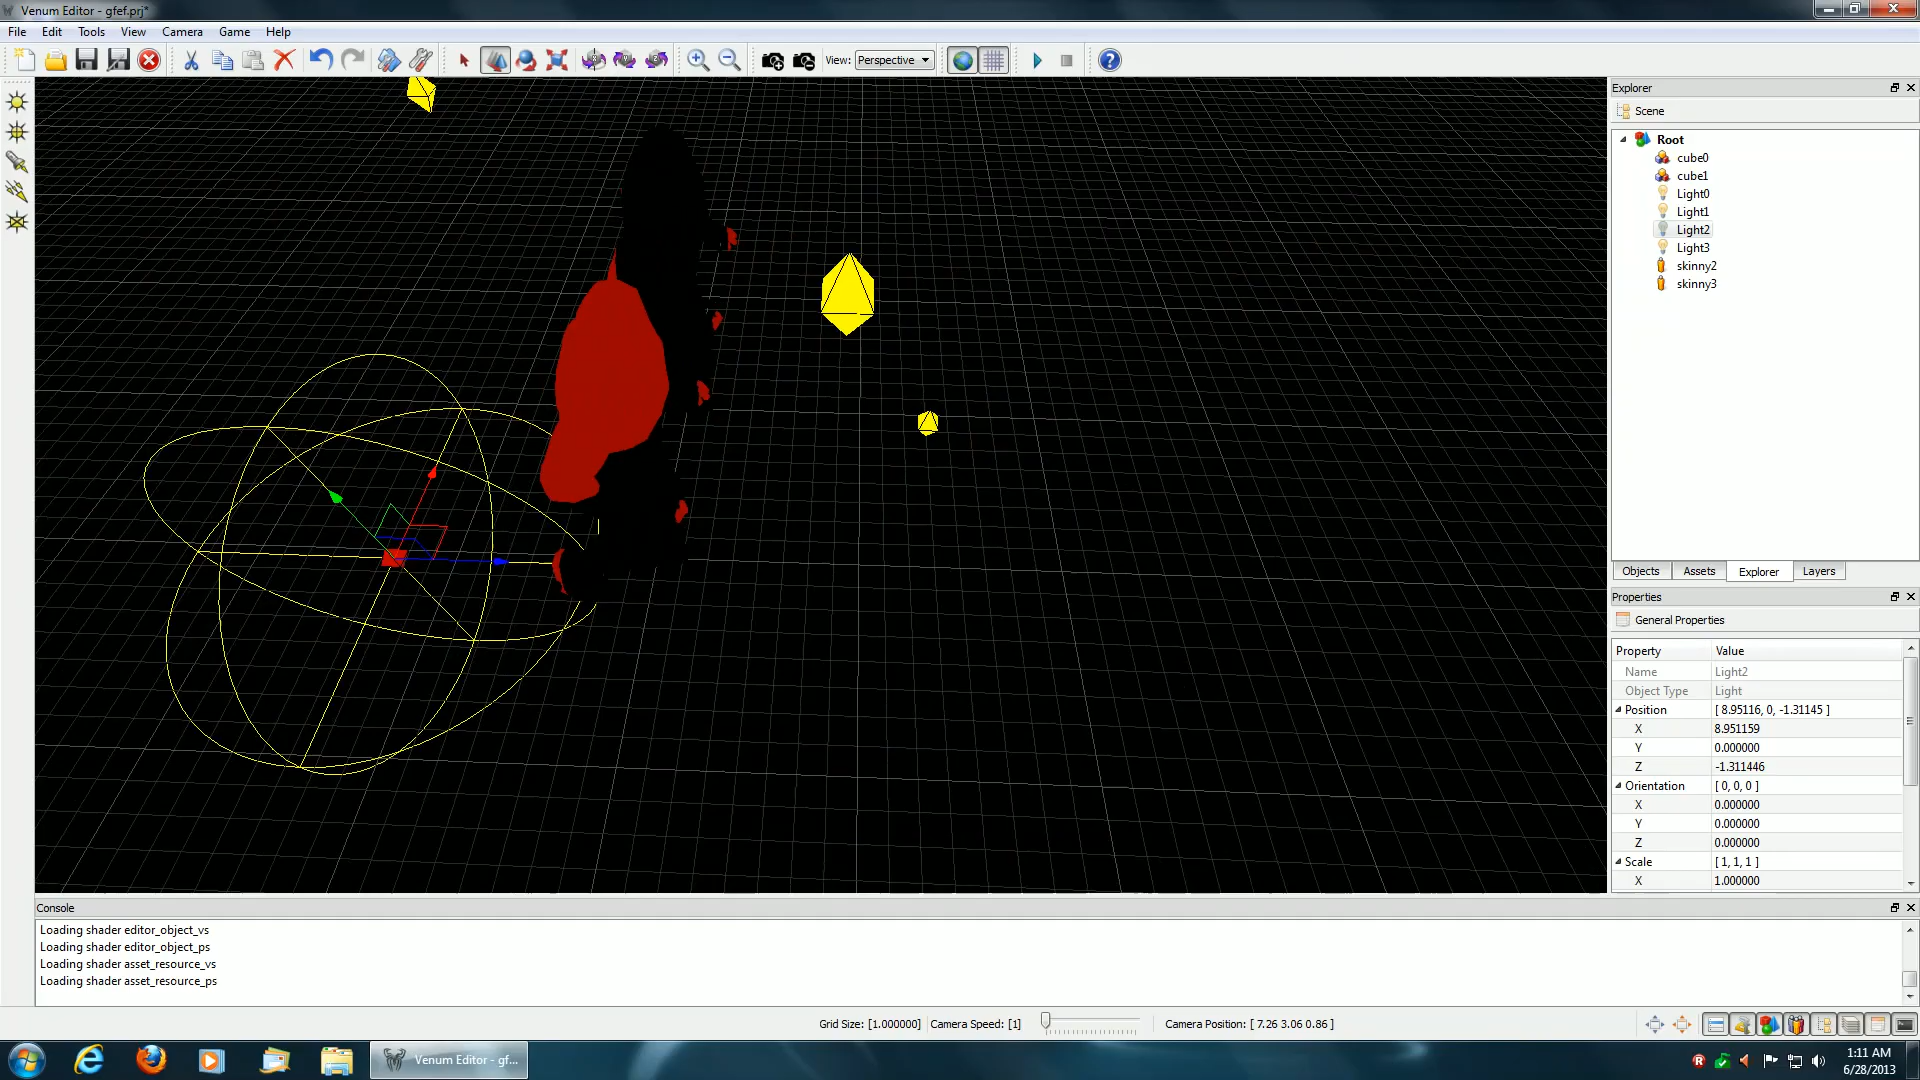 Venum Editor - gfef.prj*
File Edit Tools View Camera Game Help
View: Perspective
Explorer
Scene
Root
cube0
cube1
Light0
Light1
Light2
Light3
skinny2
skinny3
Objects Assets Explorer Layers
Properties
General Properties
Property Value
Name Light2
Object Type Light
Position [ 8.95116, 0, -1.31145 ]
X 8.951159
Y 0.000000
Z -1.311446
Orientation [ 0, 0, 0 ]
X 0.000000
Y 0.000000
Z 0.000000
Scale [ 1, 1, 1 ]
X 1.000000
Console
Loading shader editor_object_vs
Loading shader editor_object_ps
Loading shader asset_resource_vs
Loading shader asset_resource_ps
Grid Size: [1.000000] Camera Speed: [1] Camera Position: [ 7.26 3.06 0.86 ]
Venum Editor - gf...
1:11 AM
6/28/2013